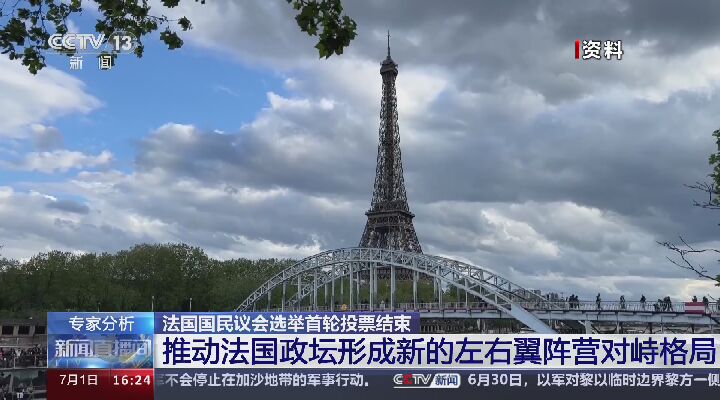 CCTV 13
新闻
资料
专家分析
法国国民议会选举首轮投票结束
新闻直播间
推动法国政坛形成新的左右翼阵营对峙格局
7月1日 16:24 不会停止在加沙地带的军事行动。 CCTV 新闻 6月30日，以军对黎以临时边界黎方一侧